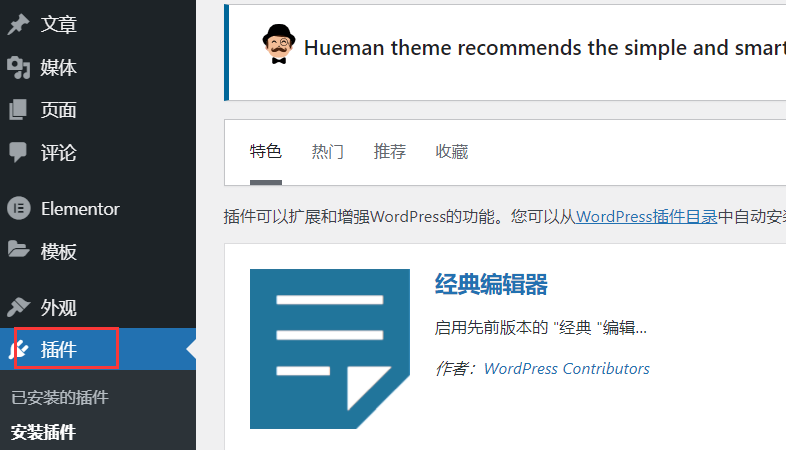 文章
媒体
页面
评论
Elementor
模板
外观
插件
已安装的插件
安装插件
Hueman theme recommends the simple and smart
特色 热门 推荐 收藏
插件可以扩展和增强WordPress的功能。您可以从WordPress插件目录中自动安装
经典编辑器
启用先前版本的 "经典 "编辑...
作者：WordPress Contributors